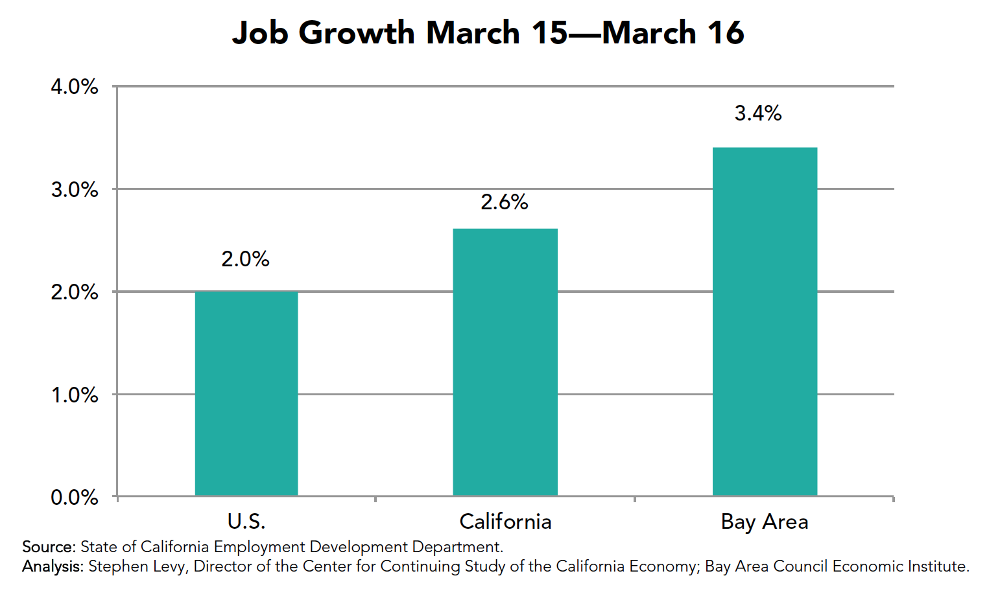 Job Growth March 15—March 16
4.0%
3.4%
3.0%
2.6%
2.0%
2.0%
1.0%
0.0%
U.S.
California
Bay Area
Source: State of California Employment Development Department.
Analysis: Stephen Levy, Director of the Center for Continuing Study of the California Economy; Bay Area Council Economic Institute.